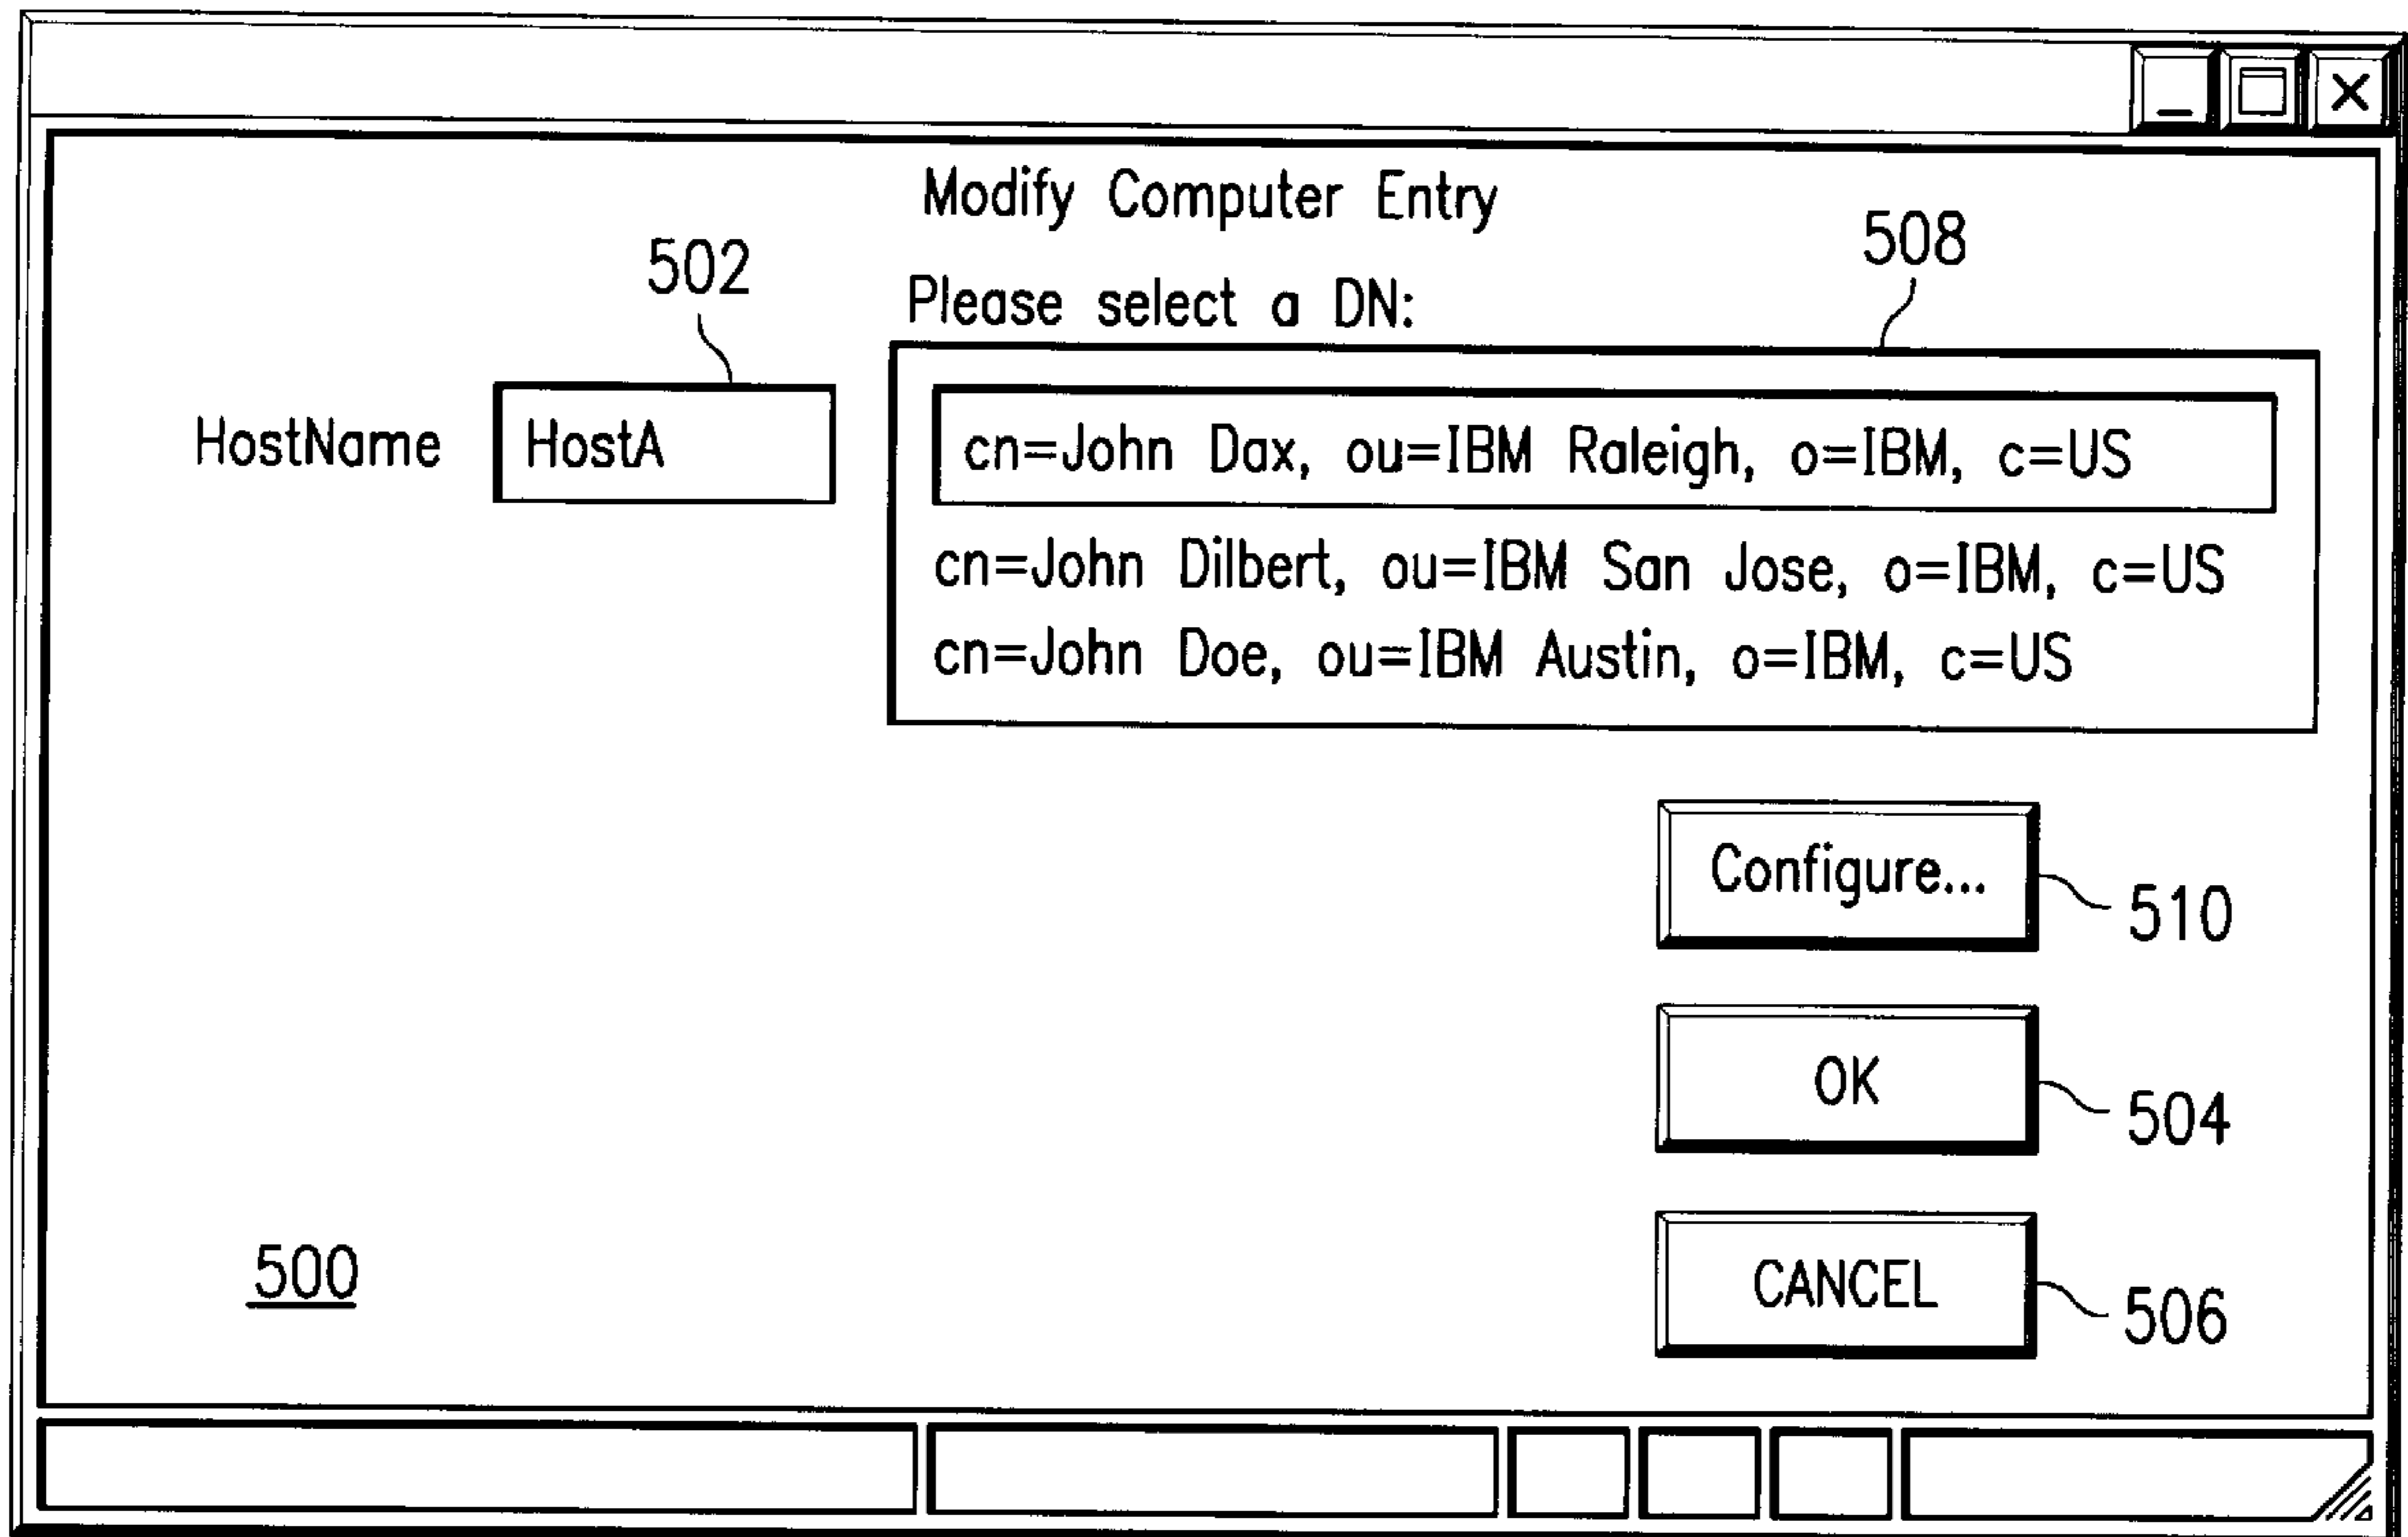 Modify Computer Entry
502
508
Please select a DN:
HostName
HostA
cn=John Dax, ou=IBM Raleigh, o=IBM, c=US
cn=John Dilbert, ou=IBM San Jose, o=IBM, c=US
cn=John Doe, ou=IBM Austin, o=IBM, c=US
Configure...
510
OK
504
CANCEL
506
500